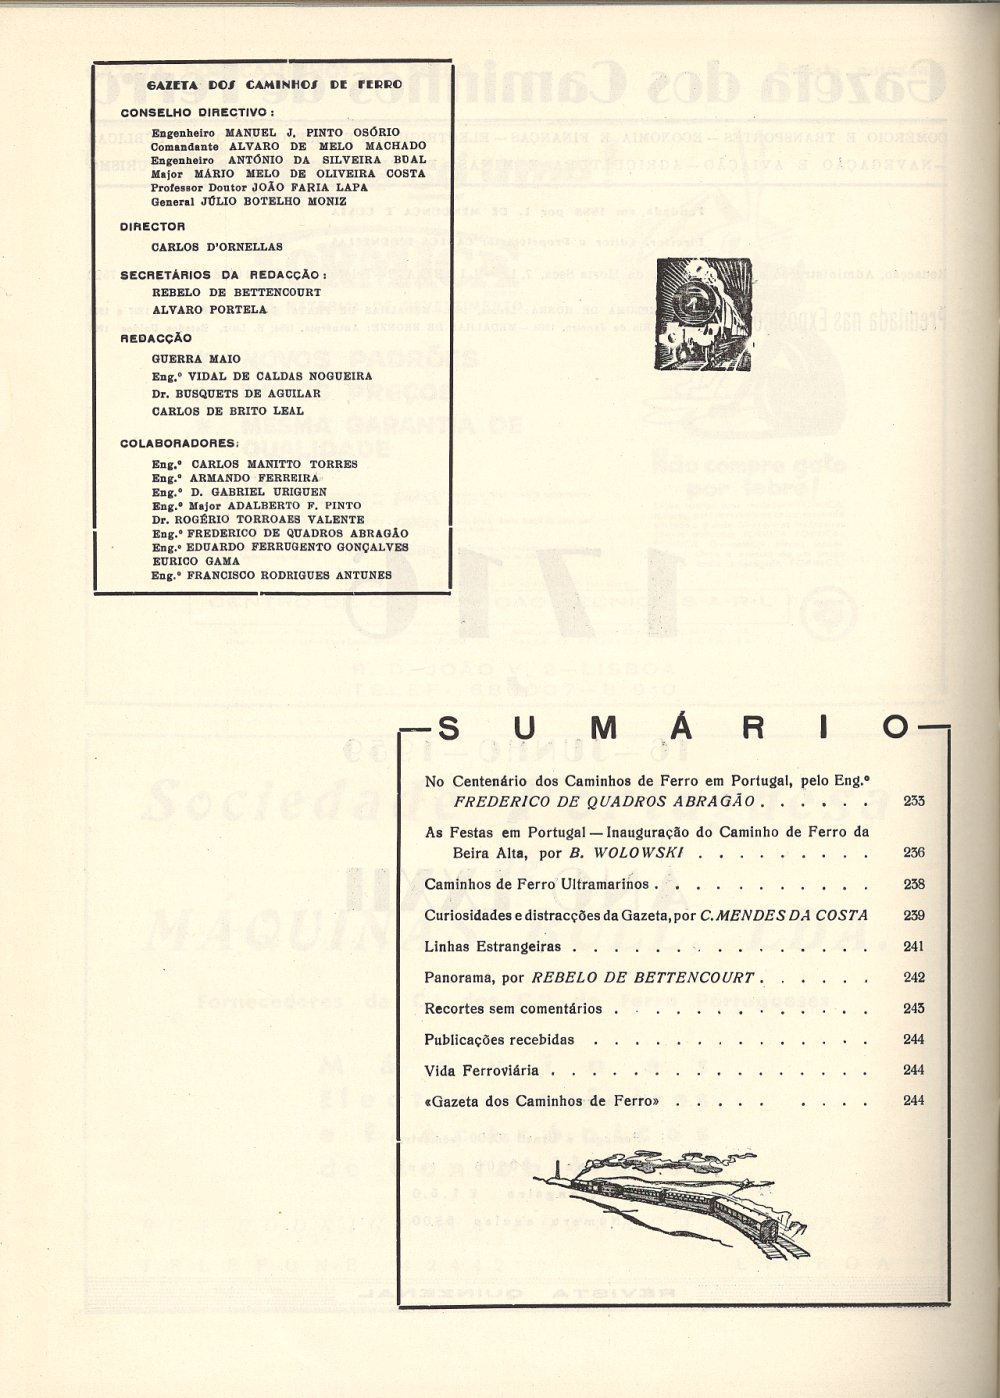 GAZETA DOS CAMINHOS DE FERRO
CONSELHO DIRECTIVO:
Engenheiro MANUEL J. PINTO OSÓRIO
Comandante ALVARO DE MELO MACHADO
Engenheiro ANTÓNIO DA SILVEIRA BUAL
Major MÁRIO MELO DE OLIVEIRA COSTA
Professor Doutor JOÃO FARIA LAPA
General JÚLIO BOTELHO MONIZ
DIRECTOR
CARLOS D'ORNELLAS
SECRETÁRIOS DA REDACÇÃO:
REBELO DE BETTENCOURT
ALVARO PORTELA
REDACÇÃO
GUERRA MAIO
Eng.º VIDAL DE CALDAS NOGUEIRA
Dr. BUSQUETS DE AGUILAR
CARLOS DE BRITO LEAL
COLABORADORES:
Eng.º CARLOS MANITTO TORRES
Eng.º ARMANDO FERREIRA
Eng.º D. GABRIEL URIGUEN
Eng.º Major ADALBERTO F. PINTO
Dr. ROGÉRIO TORROAES VALENTE
Eng.º FREDERICO DE QUADROS ABRAGÃO
Eng.º EDUARDO FERRUGENTO GONÇALVES
EURICO GAMA
Eng.º FRANCISCO RODRIGUES ANTUNES
SUMÁRIO
No Centenário dos Caminhos de Ferro em Portugal, pelo Eng.º
FREDERICO DE QUADROS ABRAGÃO . . . . . . 233
As Festas em Portugal — Inauguração do Caminho de Ferro da
Beira Alta, por B. WOLOWSKI . . . . . . . . . 236
Caminhos de Ferro Ultramarinos . . . . . . . . . . . 238
Curiosidades e distracções da Gazeta, por C. MENDES DA COSTA 239
Linhas Estrangeiras . . . . . . . . . . . . . . . 241
Panorama, por REBELO DE BETTENCOURT . . . . . . 242
Recortes sem comentários . . . . . . . . . . . . . 243
Publicações recebidas . . . . . . . . . . . . . . 244
Vida Ferroviária . . . . . . . . . . . . . . . . 244
«Gazeta dos Caminhos de Ferro» . . . . . . . . . 244